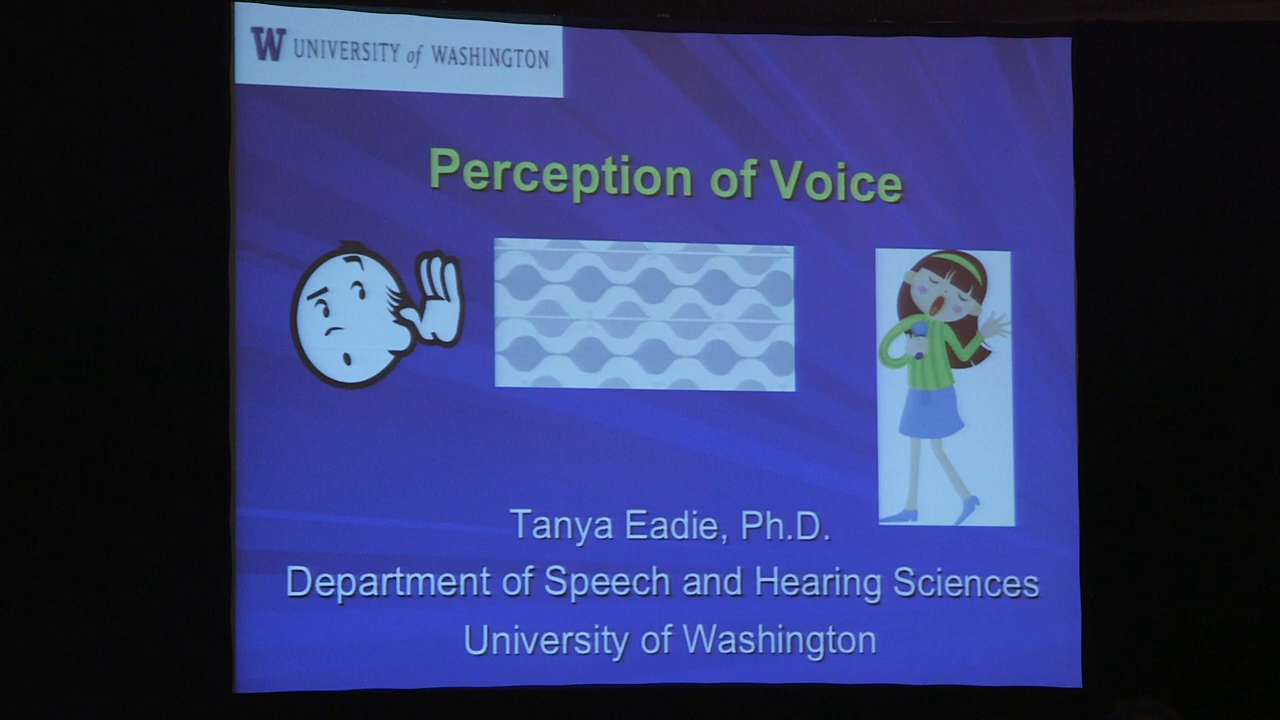 W UNIVERSITY of WASHINGTON
Perception of Voice
Tanya Eadie, Ph.D.
Department of Speech and Hearing Sciences
University of Washington